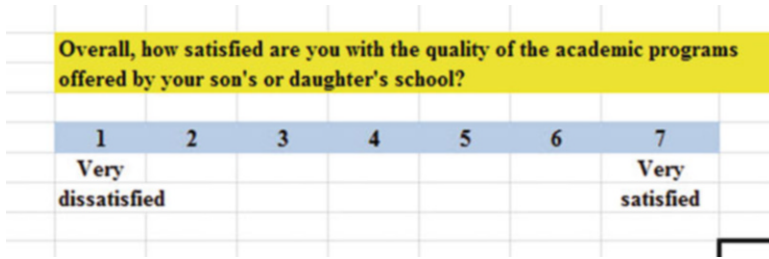 Overall, how satisfied are you with the quality of the academic programs
offered by your son's or daughter's school?
1 2 3 4 5 6 7
Very Very
dissatisfied satisfied